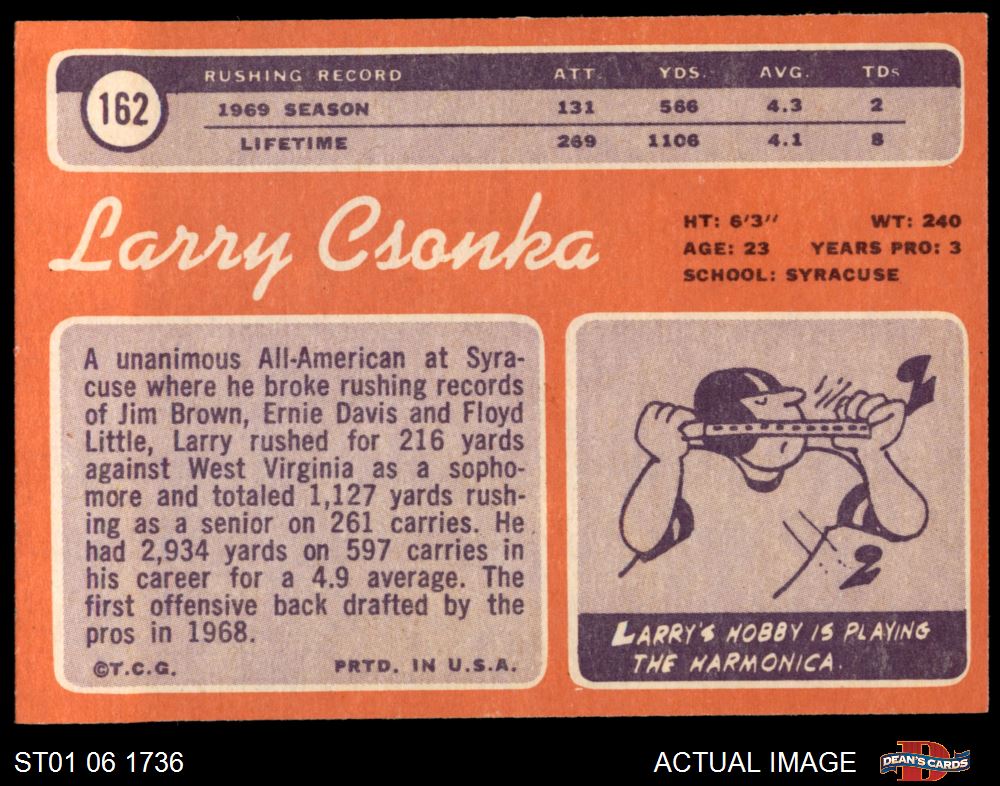 162
RUSHING RECORD ATT. YDS. AVG. TDs
1969 SEASON 131 566 4.3 2
LIFETIME 269 1106 4.1 8
Larry Csonka
HT: 6'3" WT: 240
AGE: 23 YEARS PRO: 3
SCHOOL: SYRACUSE
A unanimous All-American at Syra-
cuse where he broke rushing records
of Jim Brown, Ernie Davis and Floyd
Little, Larry rushed for 216 yards
against West Virginia as a sopho-
more and totaled 1,127 yards rush-
ing as a senior on 261 carries. He
had 2,934 yards on 597 carries in
his career for a 4.9 average. The
first offensive back drafted by the
pros in 1968.
©T.C.G. PRTD. IN U.S.A.
LARRY'S HOBBY IS PLAYING
THE HARMONICA.
ST01 06 1736
ACTUAL IMAGE
D
DEAN'S CARDS